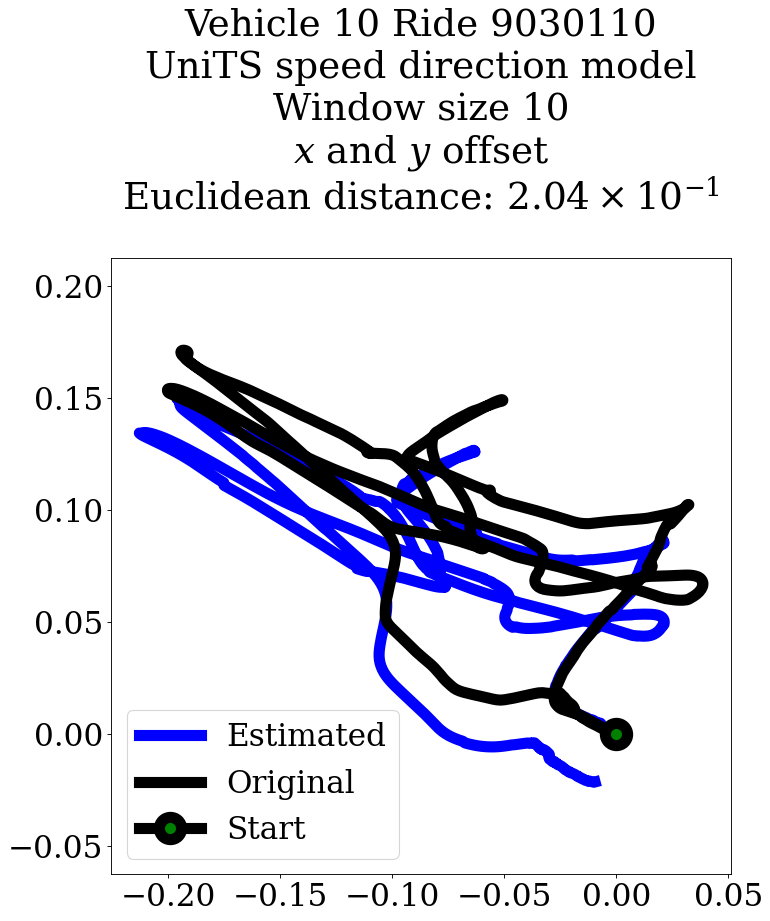 Vehicle 10 Ride 9030110
UniTS speed direction model
Window size 10
x and y offset
Euclidean distance: 2.04 × 10⁻¹
0.20
0.15
0.10
0.05
0.00
−0.05
Estimated
Original
Start
−0.20 −0.15 −0.10 −0.05 0.00 0.05